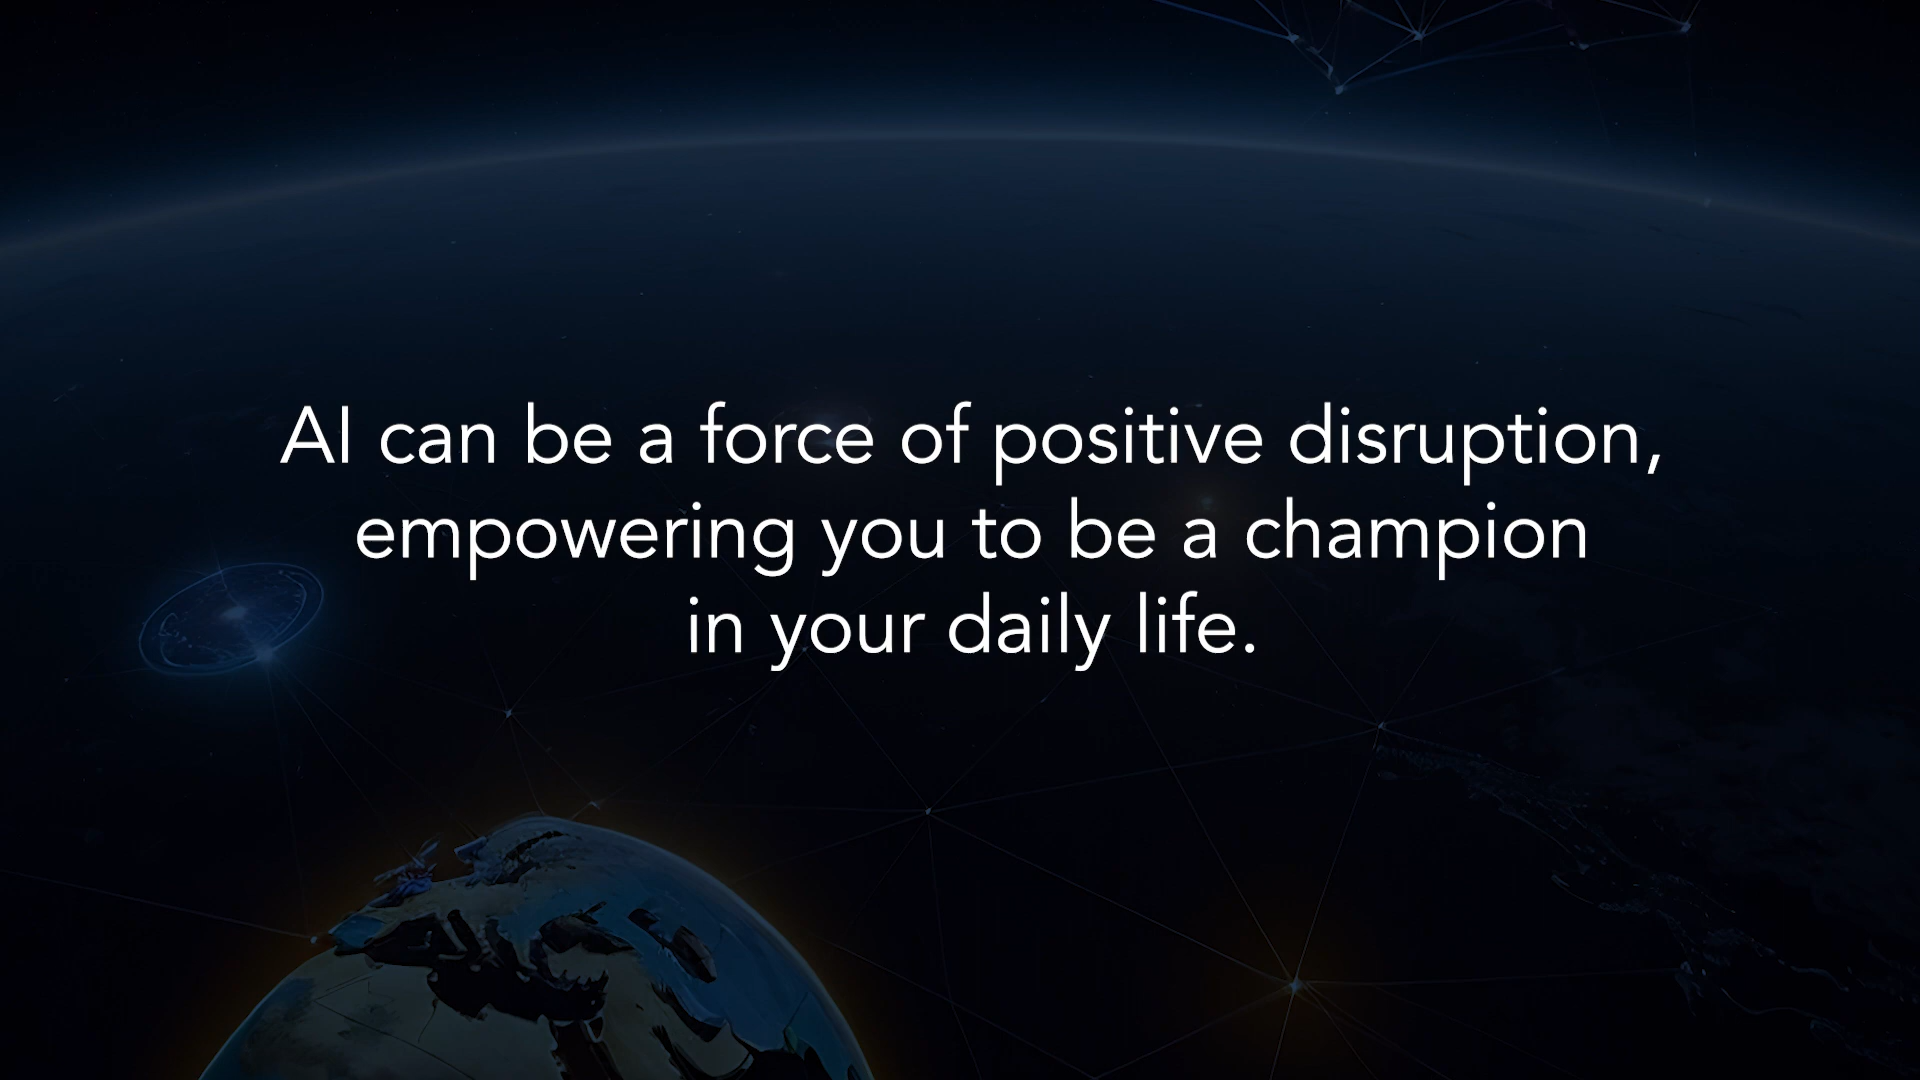 AI can be a force of positive disruption,
empowering you to be a champion
in your daily life.